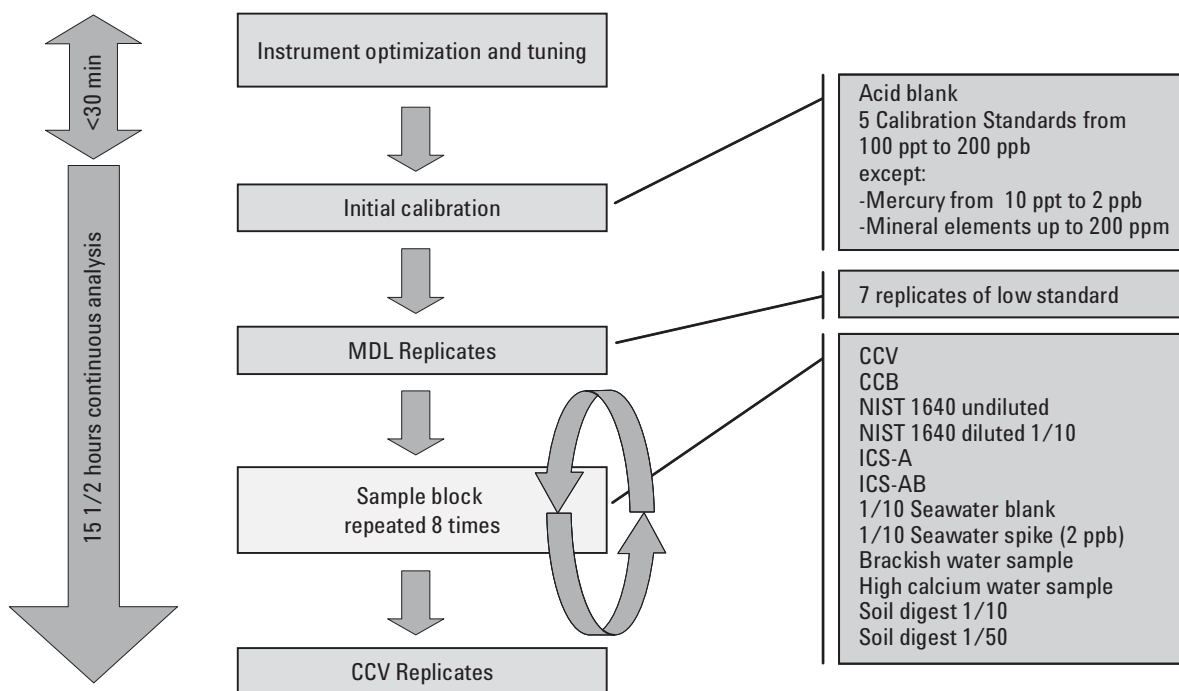 <30 min
15 1/2 hours continuous analysis
Instrument optimization and tuning
Initial calibration
MDL Replicates
Sample block
repeated 8 times
CCV Replicates
Acid blank
5 Calibration Standards from
100 ppt to 200 ppb
except:
-Mercury from 10 ppt to 2 ppb
-Mineral elements up to 200 ppm
7 replicates of low standard
CCV
CCB
NIST 1640 undiluted
NIST 1640 diluted 1/10
ICS-A
ICS-AB
1/10 Seawater blank
1/10 Seawater spike (2 ppb)
Brackish water sample
High calcium water sample
Soil digest 1/10
Soil digest 1/50